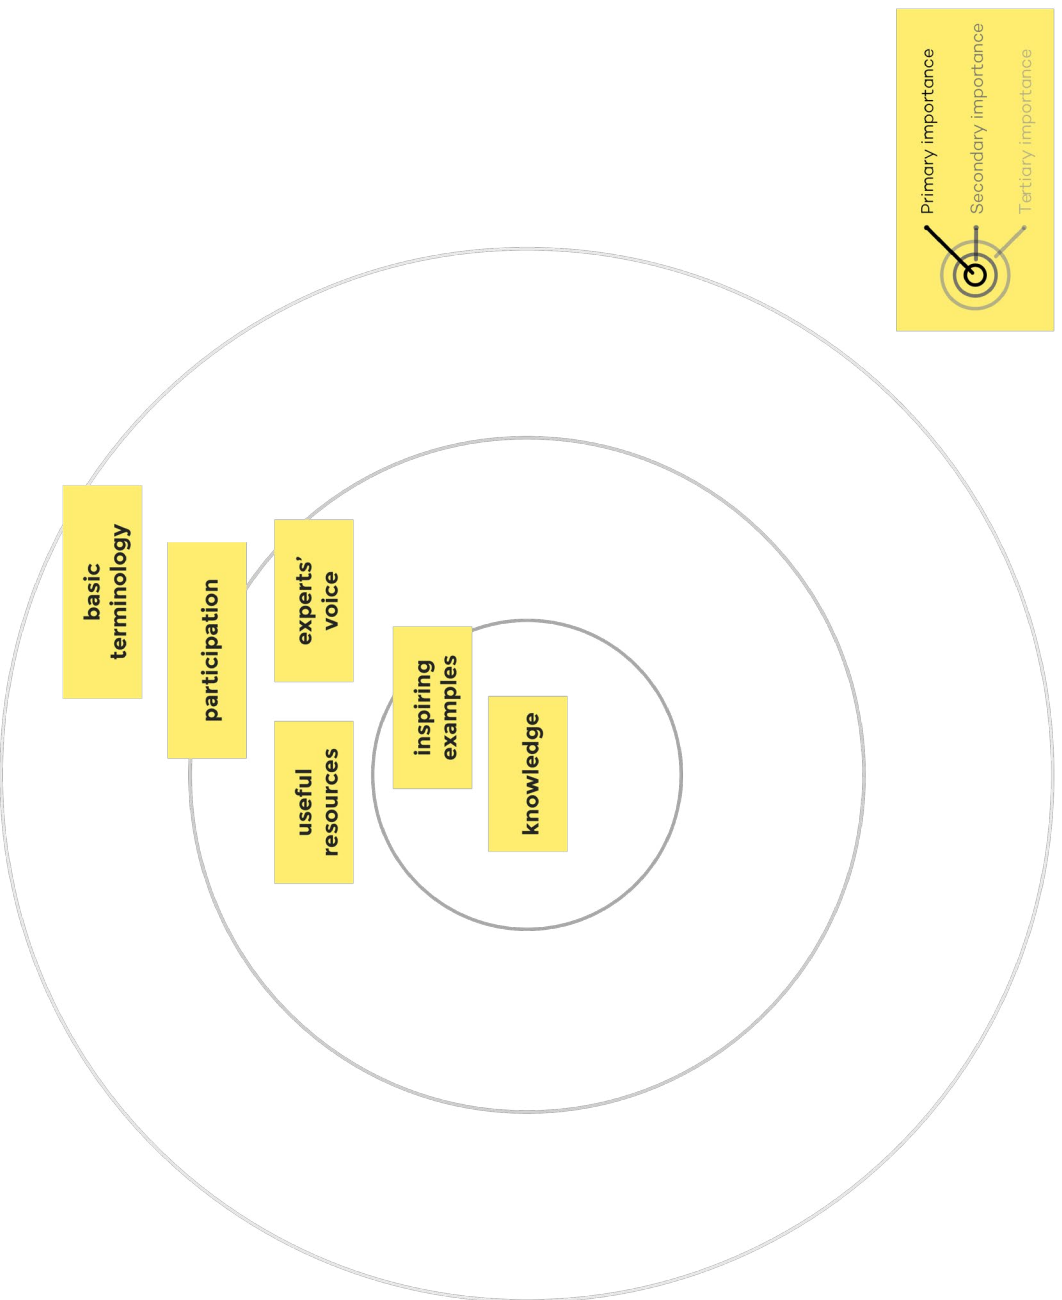 Primary importance
Secondary importance
Tertiary importance
basic
terminology
participation
experts’
voice
useful
resources
inspiring
examples
knowledge